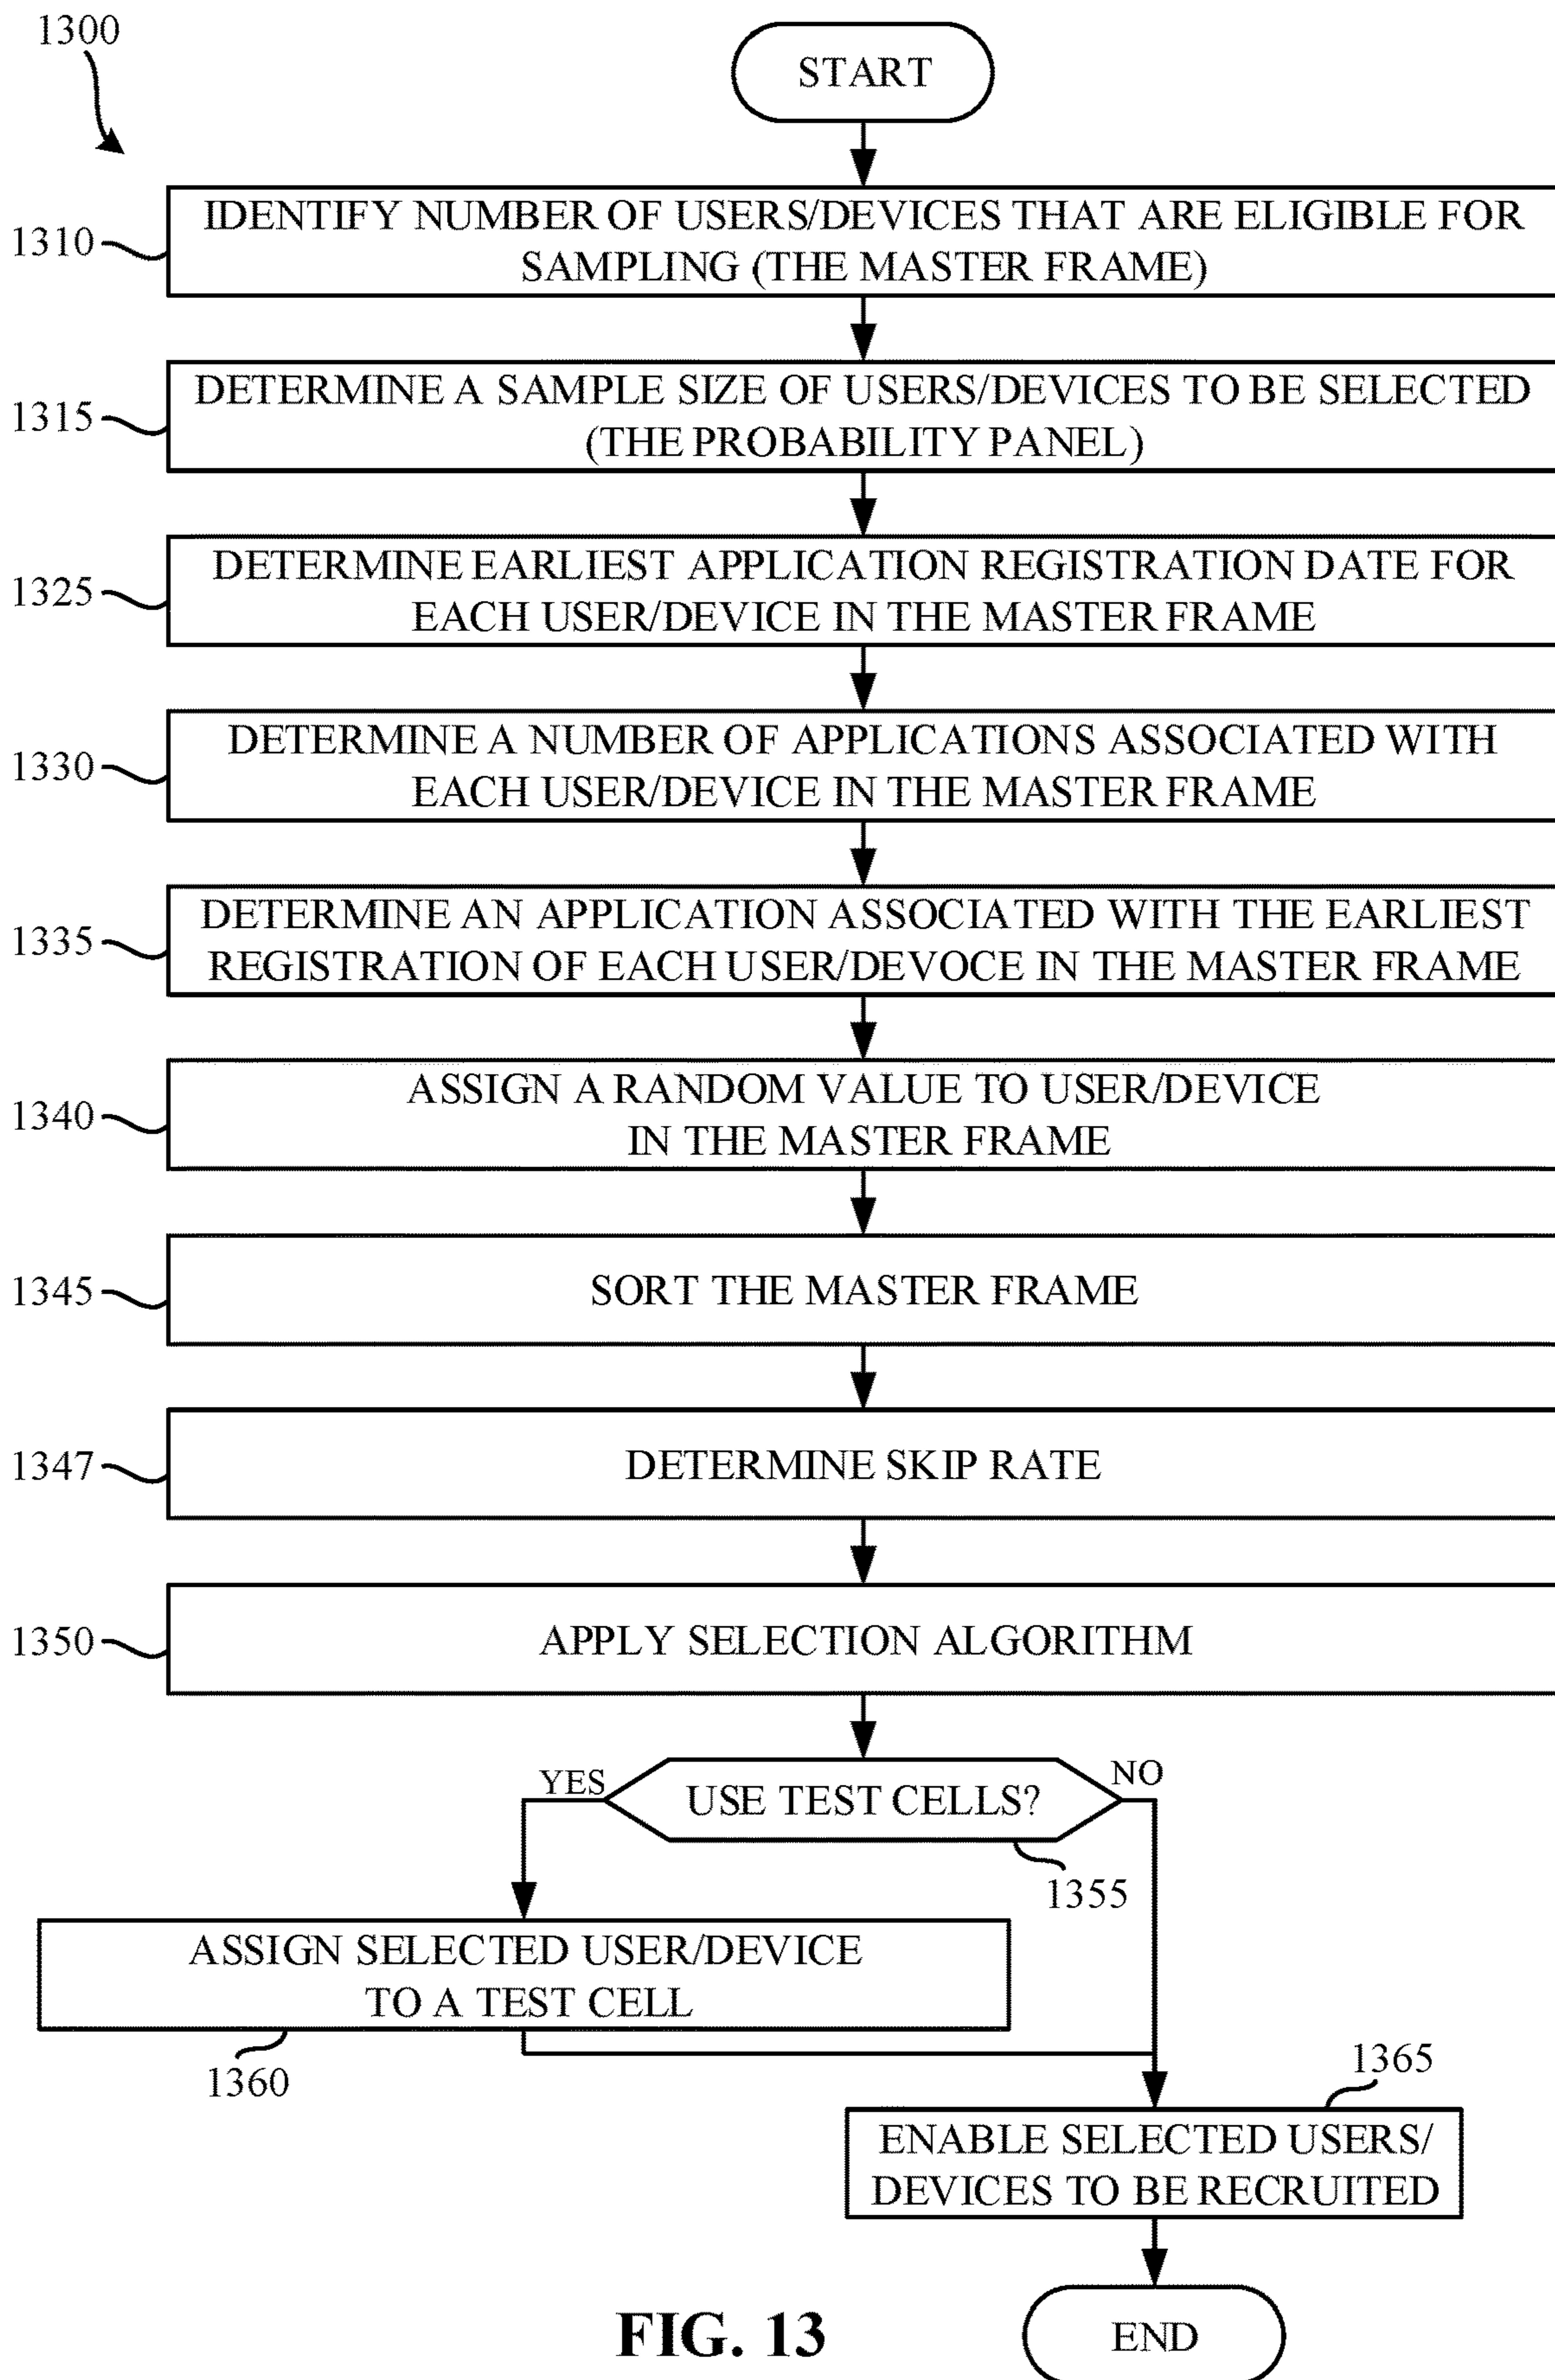 1300
START
1310
IDENTIFY NUMBER OF USERS/DEVICES THAT ARE ELIGIBLE FOR
SAMPLING (THE MASTER FRAME)
1315
DETERMINE A SAMPLE SIZE OF USERS/DEVICES TO BE SELECTED
(THE PROBABILITY PANEL)
1325
DETERMINE EARLIEST APPLICATION REGISTRATION DATE FOR
EACH USER/DEVICE IN THE MASTER FRAME
1330
DETERMINE A NUMBER OF APPLICATIONS ASSOCIATED WITH
EACH USER/DEVICE IN THE MASTER FRAME
1335
DETERMINE AN APPLICATION ASSOCIATED WITH THE EARLIEST
REGISTRATION OF EACH USER/DEVOCE IN THE MASTER FRAME
1340
ASSIGN A RANDOM VALUE TO USER/DEVICE
IN THE MASTER FRAME
1345
SORT THE MASTER FRAME
1347
DETERMINE SKIP RATE
1350
APPLY SELECTION ALGORITHM
YES
USE TEST CELLS?
NO
1355
ASSIGN SELECTED USER/DEVICE
TO A TEST CELL
1360
1365
ENABLE SELECTED USERS/
DEVICES TO BE RECRUITED
FIG. 13
END